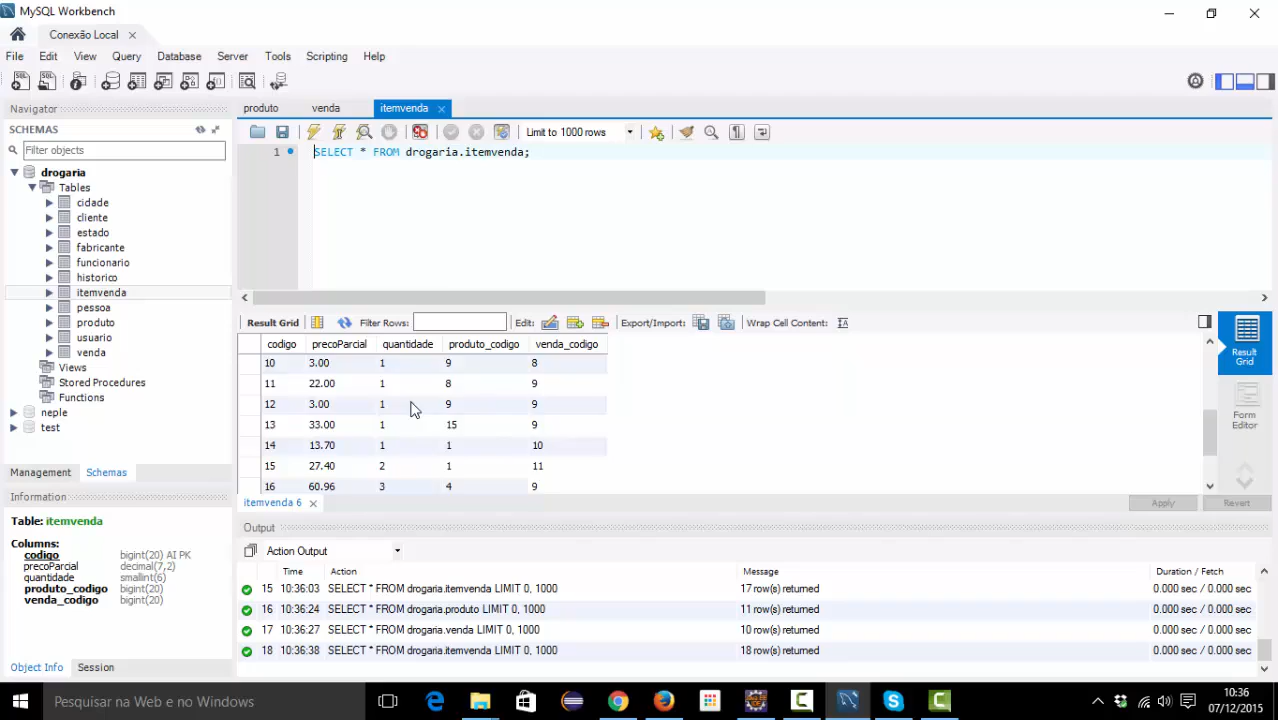 MySQL Workbench
Conexão Local
File Edit View Query Database Server Tools Scripting Help
Navigator
SCHEMAS
Filter objects
drogaria
Tables
cidade
cliente
estado
fabricante
funcionario
historico
itemvenda
pessoa
produto
usuario
venda
Views
Stored Procedures
Functions
neple
test
Management Schemas
Information
Table: itemvenda
Columns:
codigo bigint(20) AI PK
precoParcial decimal(7,2)
quantidade smallint(6)
produto_codigo bigint(20)
venda_codigo bigint(20)
Object Info Session
produto venda itemvenda
Limit to 1000 rows
1 SELECT * FROM drogaria.itemvenda;
Result Grid Filter Rows: Edit: Export/Import: Wrap Cell Content:
codigo precoParcial quantidade produto_codigo venda_codigo
10 3.00 1 9 8
11 22.00 1 8 9
12 3.00 1 9 9
13 33.00 1 15 9
14 13.70 1 1 10
15 27.40 2 1 11
16 60.96 3 4 9
Result
Grid
Form
Editor
itemvenda 6 Apply Revert
Output
Action Output
Time Action Message Duration / Fetch
15 10:36:03 SELECT * FROM drogaria.itemvenda LIMIT 0, 1000 17 row(s) returned 0.000 sec / 0.000 sec
16 10:36:24 SELECT * FROM drogaria.produto LIMIT 0, 1000 11 row(s) returned 0.000 sec / 0.000 sec
17 10:36:27 SELECT * FROM drogaria.venda LIMIT 0, 1000 10 row(s) returned 0.000 sec / 0.000 sec
18 10:36:38 SELECT * FROM drogaria.itemvenda LIMIT 0, 1000 18 row(s) returned 0.000 sec / 0.000 sec
Pesquisar na Web e no Windows
10:36
07/12/2015